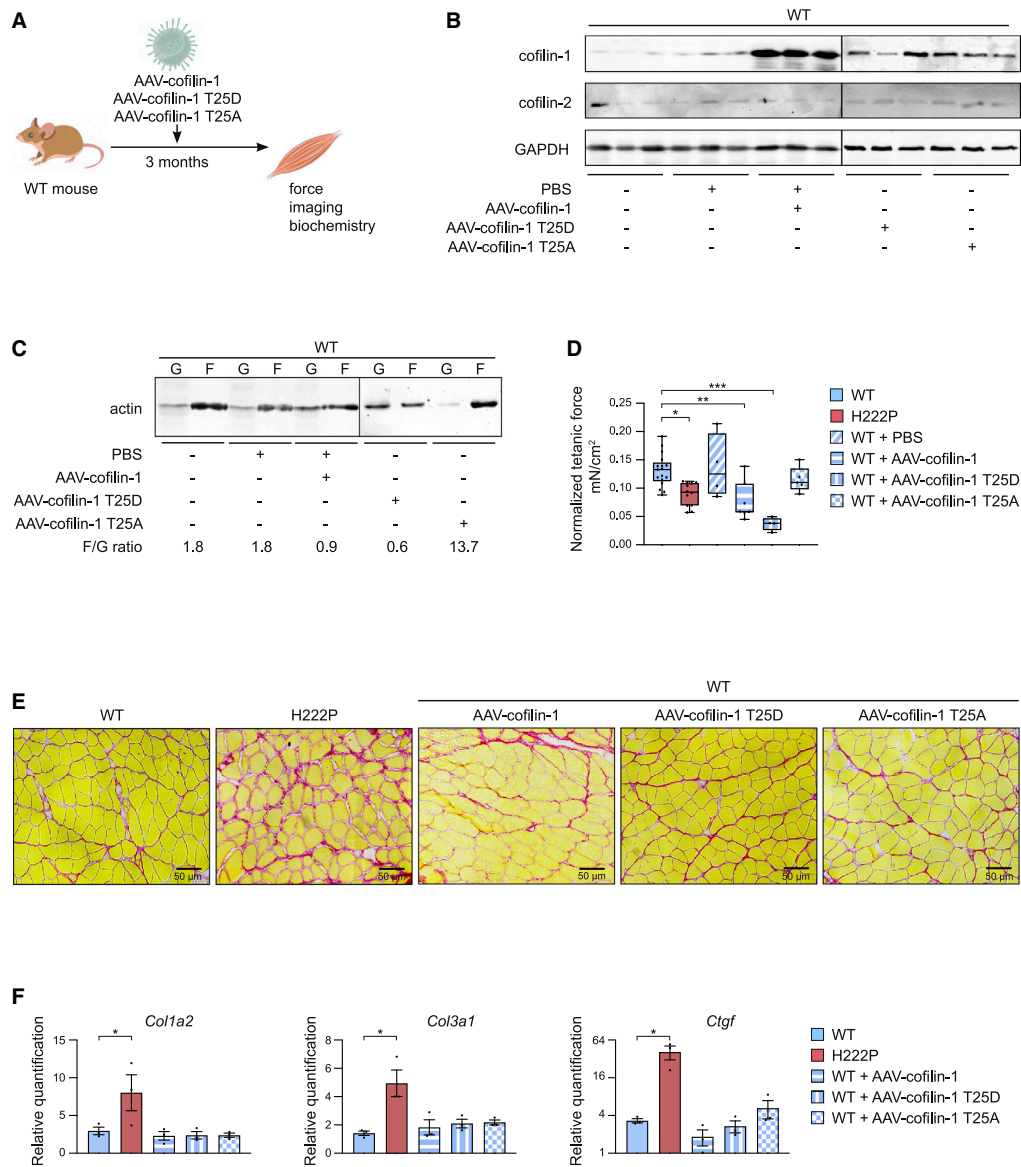 A
AAV-cofilin-1
AAV-cofilin-1 T25D
AAV-cofilin-1 T25A
3 months
WT mouse
force
imaging
biochemistry
B
WT
cofilin-1
cofilin-2
GAPDH
PBS - + + - -
AAV-cofilin-1 - - + - -
AAV-cofilin-1 T25D - - - + -
AAV-cofilin-1 T25A - - - - +
C
WT
G F G F G F G F G F
actin
PBS - + + - -
AAV-cofilin-1 - - + - -
AAV-cofilin-1 T25D - - - + -
AAV-cofilin-1 T25A - - - - +
F/G ratio 1.8 1.8 0.9 0.6 13.7
D
Normalized tetanic force
mN/cm²
0.25
0.20
0.15
0.10
0.05
0.00
***
**
*
WT
H222P
WT + PBS
WT + AAV-cofilin-1
WT + AAV-cofilin-1 T25D
WT + AAV-cofilin-1 T25A
E
WT
WT H222P AAV-cofilin-1 AAV-cofilin-1 T25D AAV-cofilin-1 T25A
50 µm 50 µm 50 µm 50 µm 50 µm
F
Col1a2
Relative quantification
15
10
5
0
*
Col3a1
Relative quantification
8
6
4
2
0
*
Ctgf
Relative quantification
64
16
4
1
*
WT
H222P
WT + AAV-cofilin-1
WT + AAV-cofilin-1 T25D
WT + AAV-cofilin-1 T25A